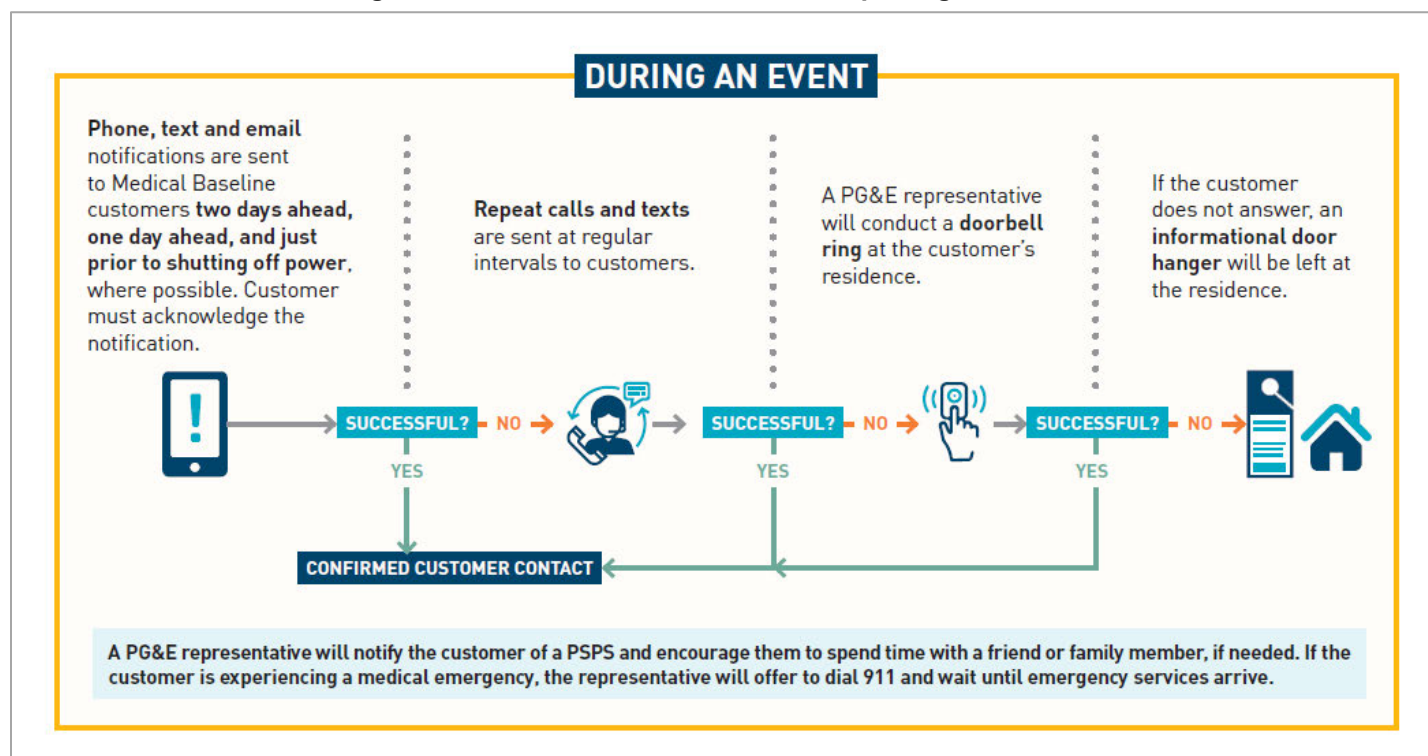 DURING AN EVENT
Phone, text and email
notifications are sent
to Medical Baseline
customers two days ahead,
one day ahead, and just
prior to shutting off power,
where possible. Customer
must acknowledge the
notification.
Repeat calls and texts
are sent at regular
intervals to customers.
A PG&E representative
will conduct a doorbell
ring at the customer's
residence.
If the customer
does not answer, an
informational door
hanger will be left at
the residence.
SUCCESSFUL? NO SUCCESSFUL? NO SUCCESSFUL? NO
YES YES YES
CONFIRMED CUSTOMER CONTACT
A PG&E representative will notify the customer of a PSPS and encourage them to spend time with a friend or family member, if needed. If the
customer is experiencing a medical emergency, the representative will offer to dial 911 and wait until emergency services arrive.